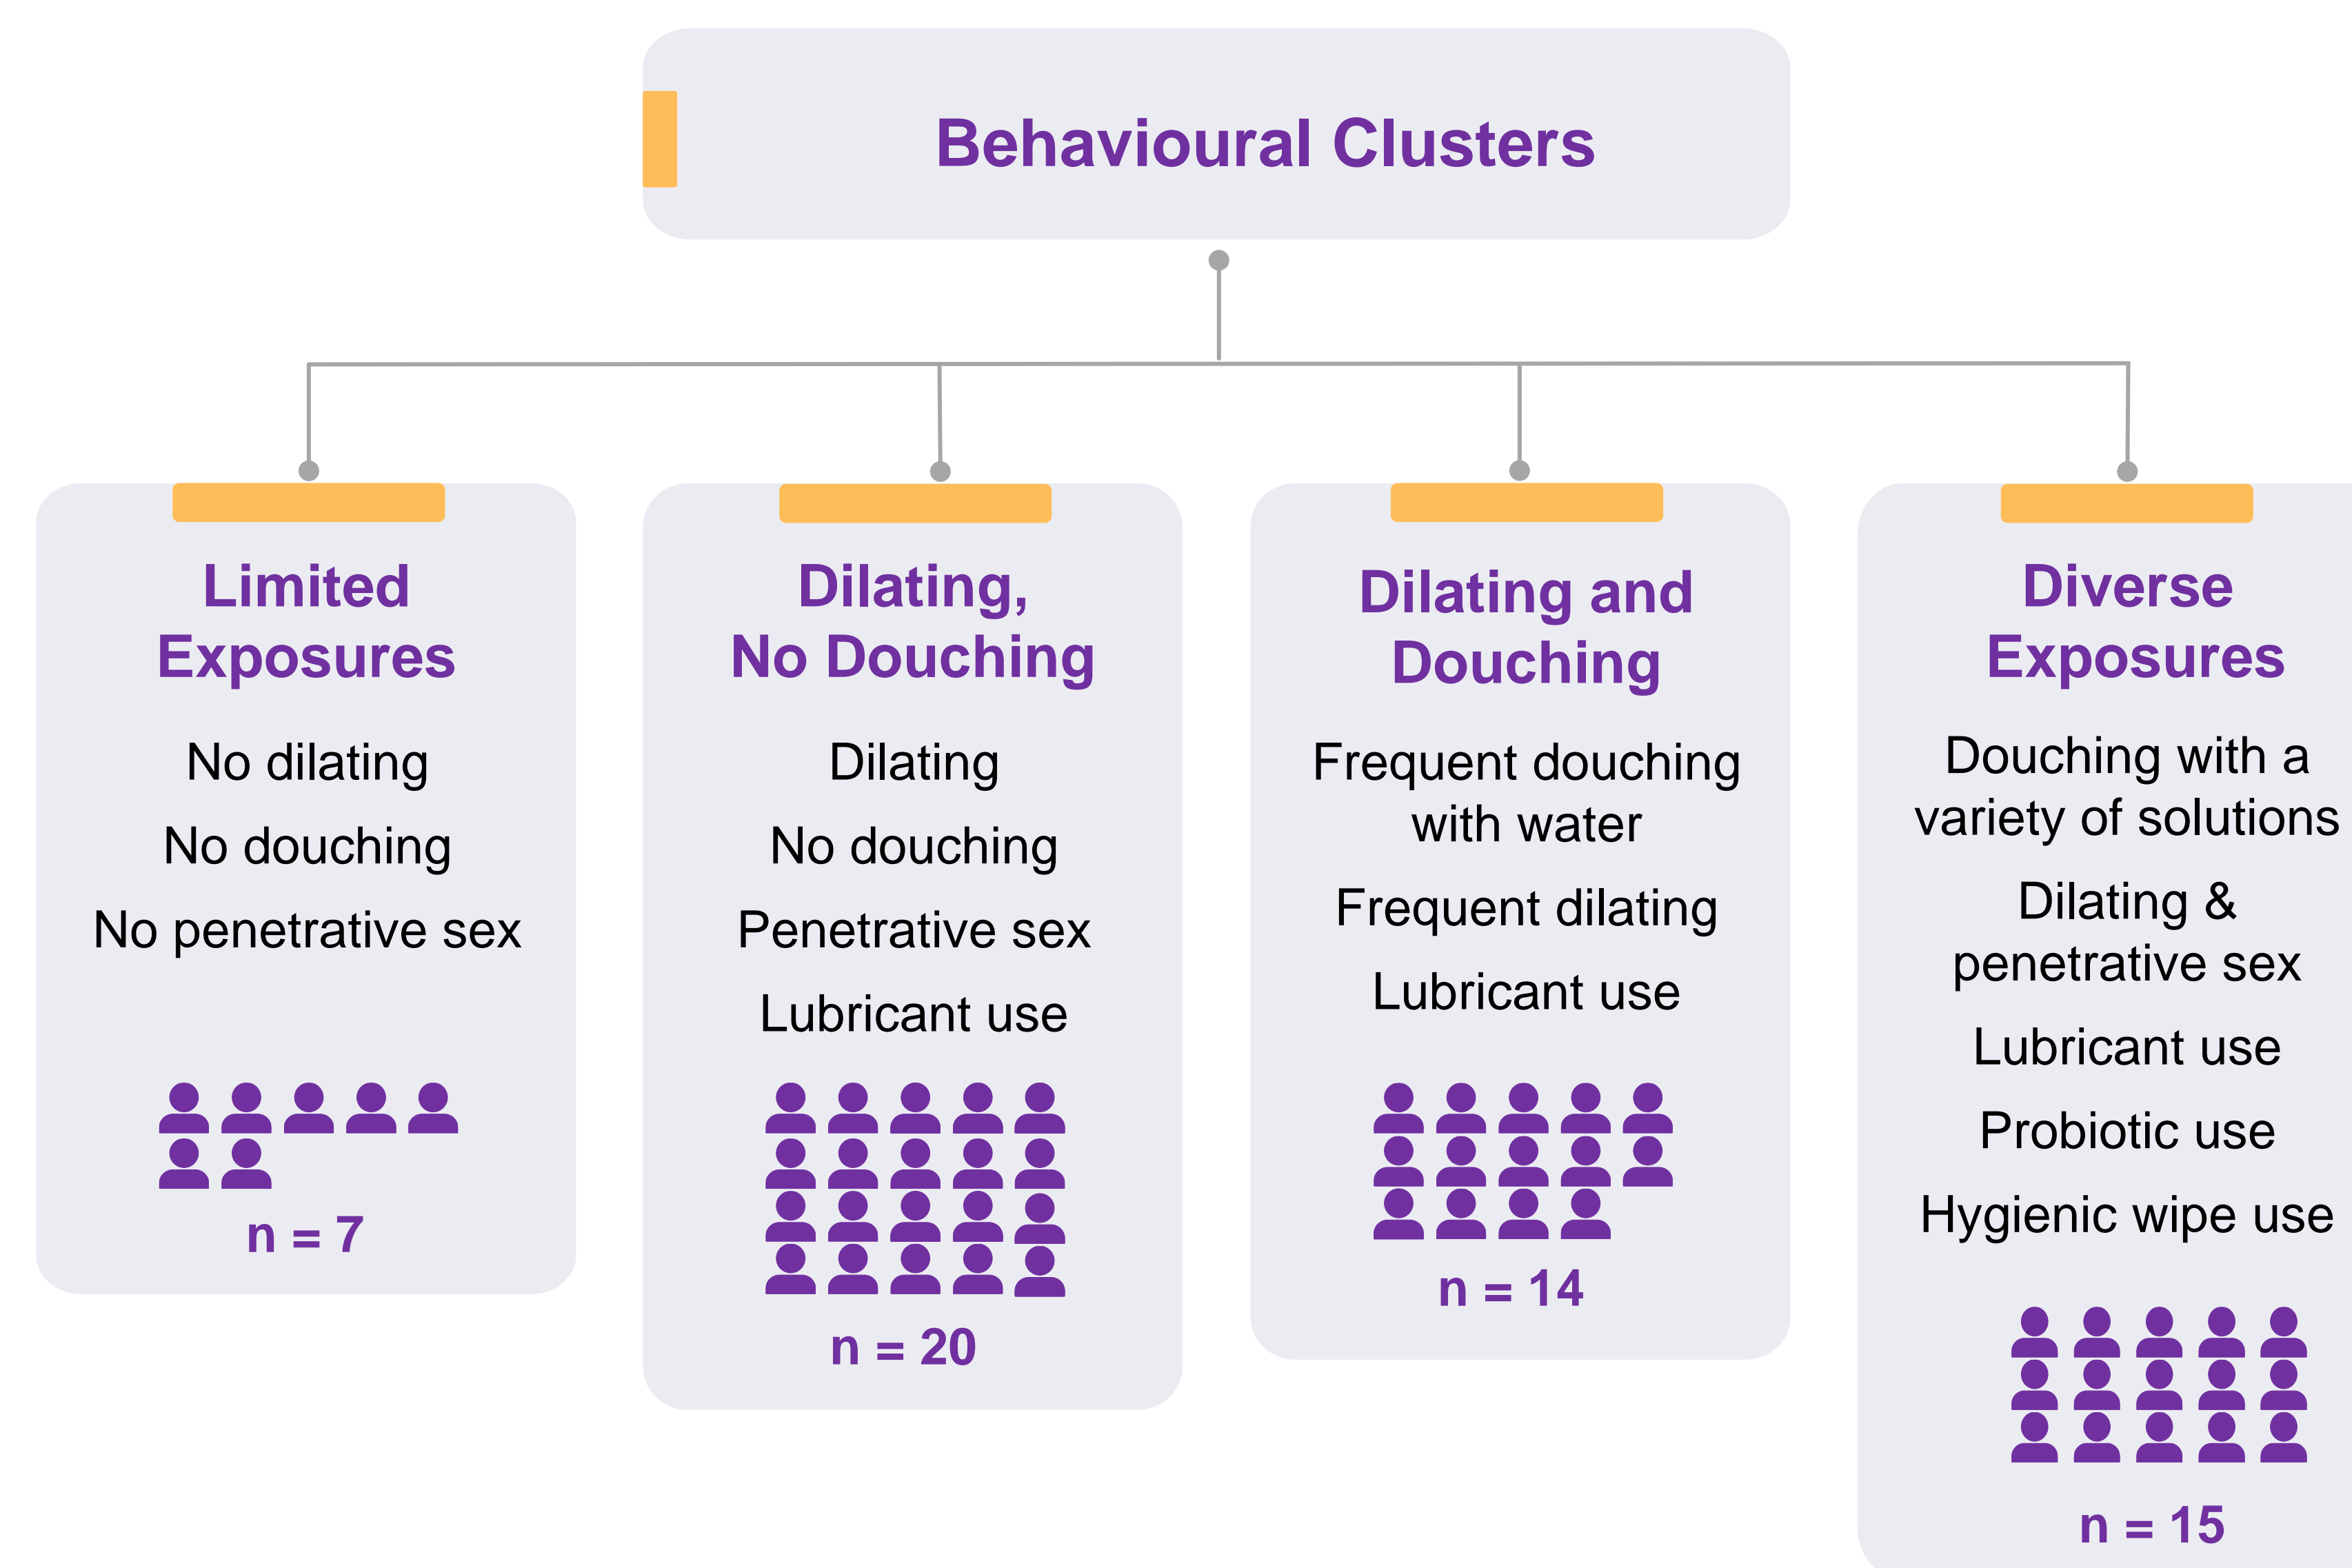 Behavioural Clusters
Limited
Exposures
No dilating
No douching
No penetrative sex
n = 7
Dilating,
No Douching
Dilating
No douching
Penetrative sex
Lubricant use
n = 20
Dilating and
Douching
Frequent douching
with water
Frequent dilating
Lubricant use
n = 14
Diverse
Exposures
Douching with a
variety of solutions
Dilating &
penetrative sex
Lubricant use
Probiotic use
Hygienic wipe use
n = 15